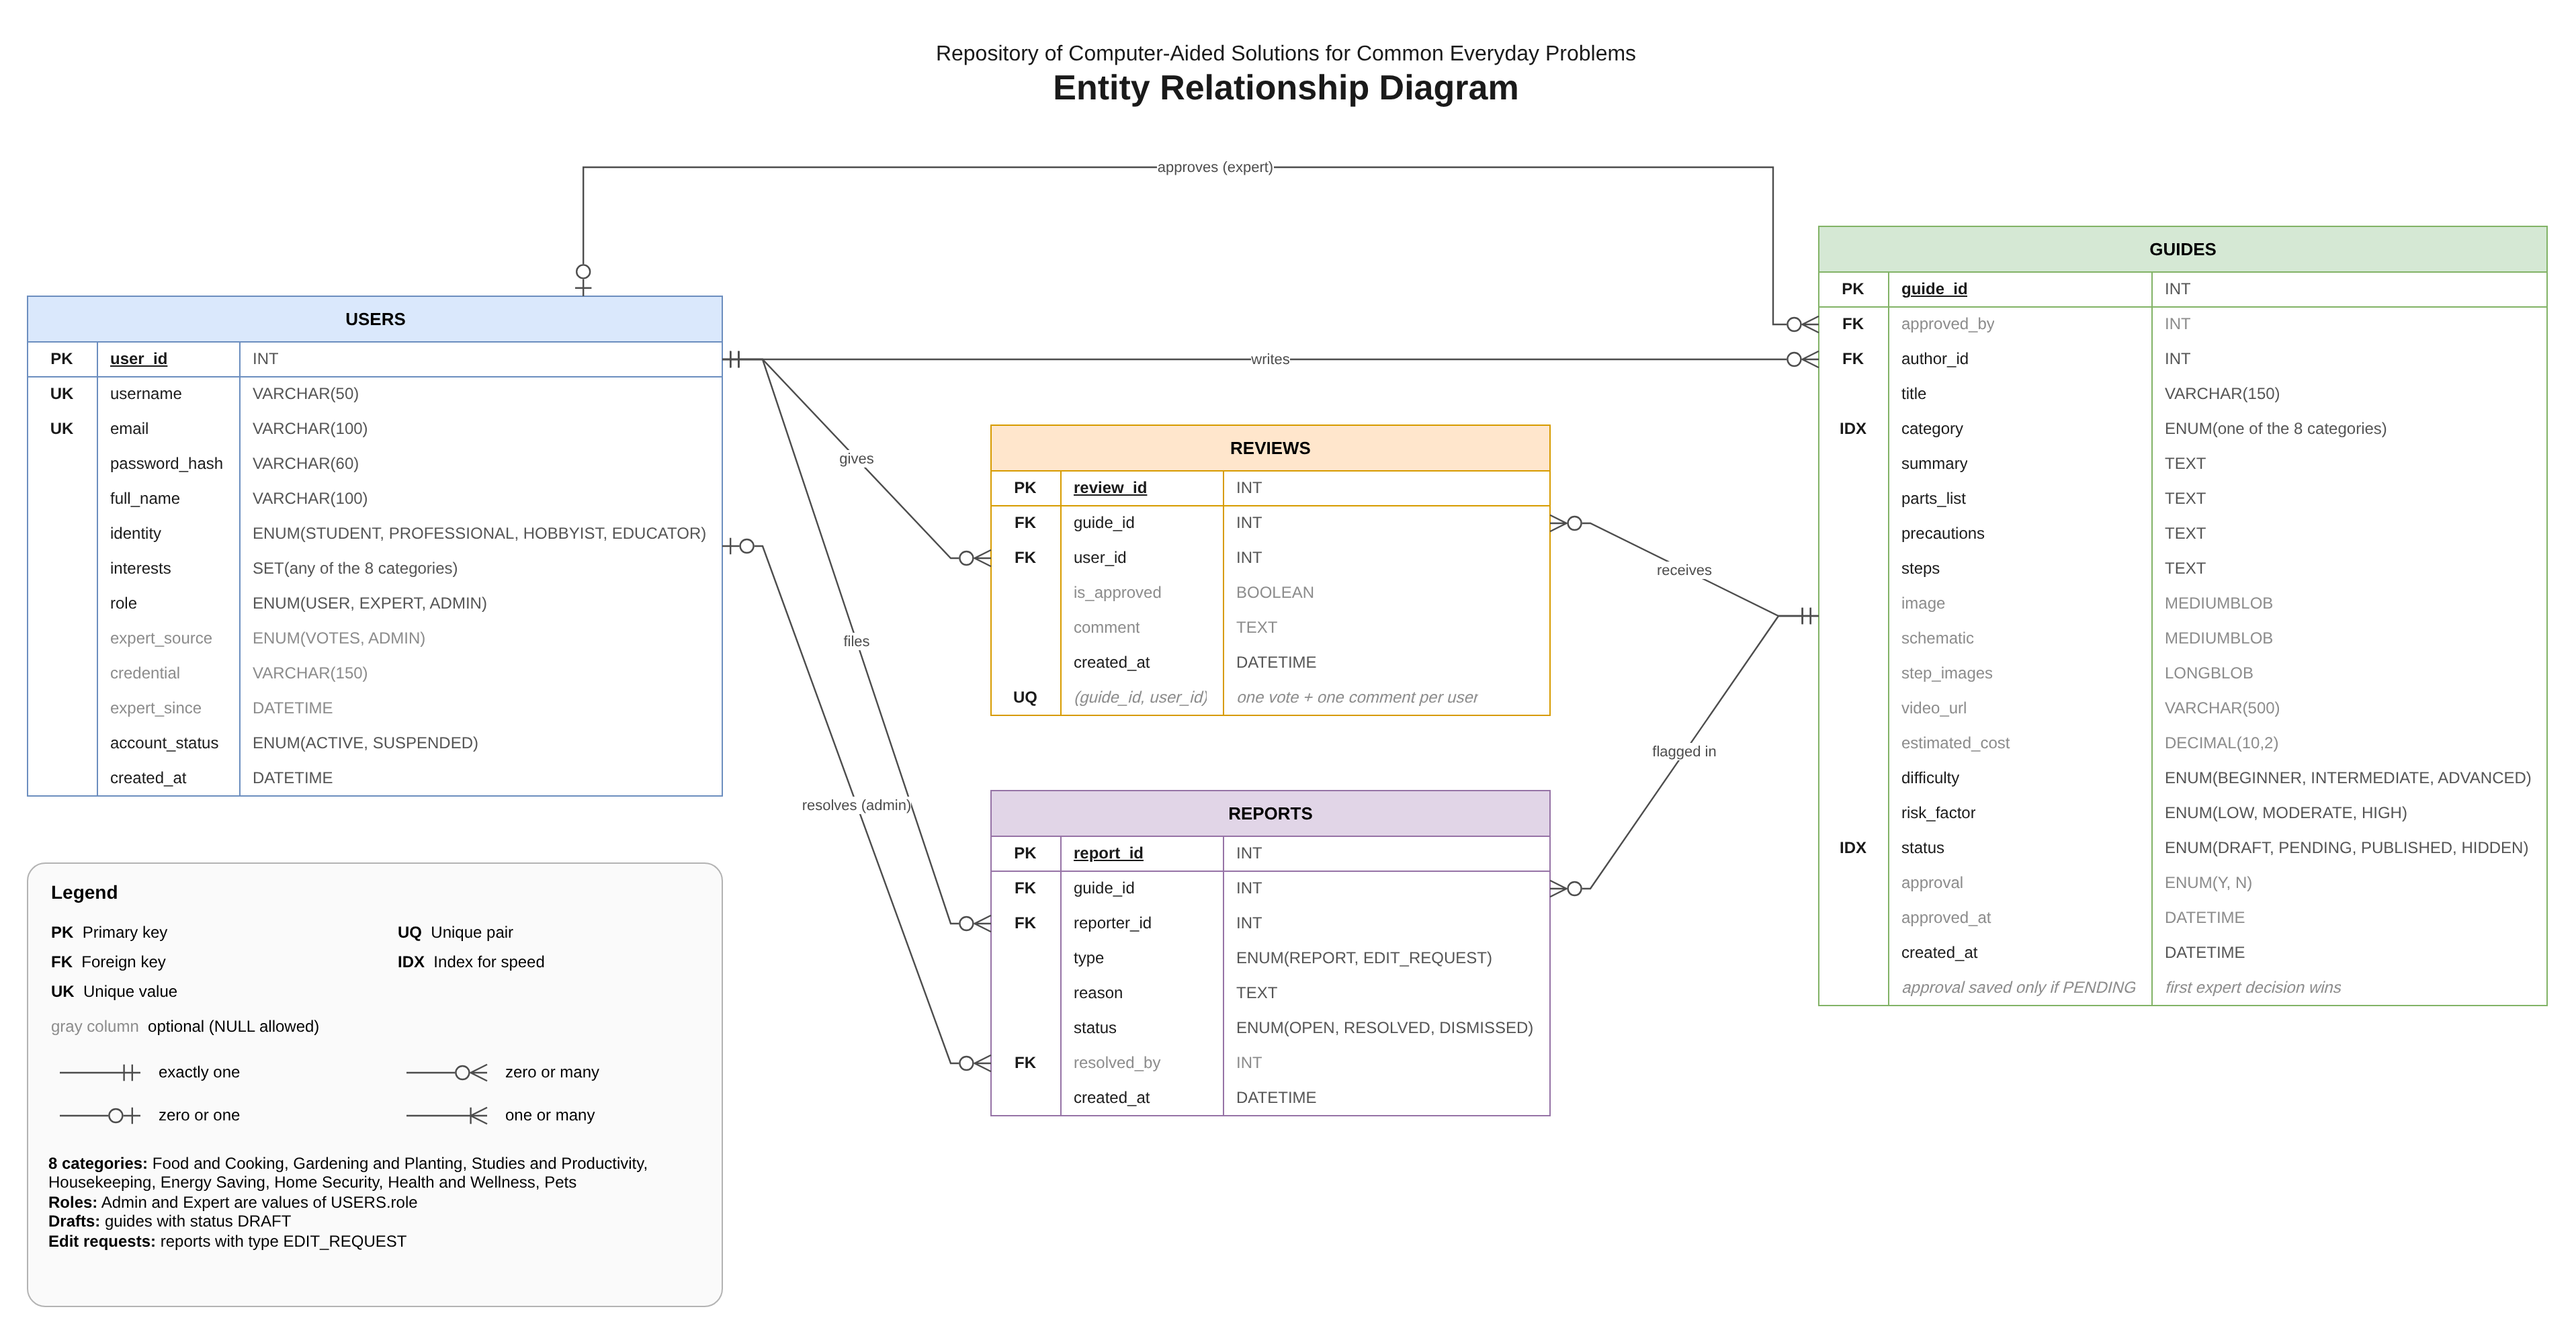 Repository of Computer-Aided Solutions for Common Everyday Problems
Entity Relationship Diagram
approves (expert)
USERS
PK user_id INT
UK username VARCHAR(50)
UK email VARCHAR(100)
password_hash VARCHAR(60)
full_name VARCHAR(100)
identity ENUM(STUDENT, PROFESSIONAL, HOBBYIST, EDUCATOR)
interests SET(any of the 8 categories)
role ENUM(USER, EXPERT, ADMIN)
expert_source ENUM(VOTES, ADMIN)
credential VARCHAR(150)
expert_since DATETIME
account_status ENUM(ACTIVE, SUSPENDED)
created_at DATETIME
writes
gives
files
resolves (admin)
REVIEWS
PK review_id INT
FK guide_id INT
FK user_id INT
is_approved BOOLEAN
comment TEXT
created_at DATETIME
UQ (guide_id, user_id) one vote + one comment per user
receives
flagged in
REPORTS
PK report_id INT
FK guide_id INT
FK reporter_id INT
type ENUM(REPORT, EDIT_REQUEST)
reason TEXT
status ENUM(OPEN, RESOLVED, DISMISSED)
FK resolved_by INT
created_at DATETIME
GUIDES
PK guide_id INT
FK approved_by INT
FK author_id INT
title VARCHAR(150)
IDX category ENUM(one of the 8 categories)
summary TEXT
parts_list TEXT
precautions TEXT
steps TEXT
image MEDIUMBLOB
schematic MEDIUMBLOB
step_images LONGBLOB
video_url VARCHAR(500)
estimated_cost DECIMAL(10,2)
difficulty ENUM(BEGINNER, INTERMEDIATE, ADVANCED)
risk_factor ENUM(LOW, MODERATE, HIGH)
IDX status ENUM(DRAFT, PENDING, PUBLISHED, HIDDEN)
approval ENUM(Y, N)
approved_at DATETIME
created_at DATETIME
approval saved only if PENDING first expert decision wins
Legend
PK Primary key UQ Unique pair
FK Foreign key IDX Index for speed
UK Unique value
gray column optional (NULL allowed)
exactly one zero or many
zero or one one or many
8 categories: Food and Cooking, Gardening and Planting, Studies and Productivity,
Housekeeping, Energy Saving, Home Security, Health and Wellness, Pets
Roles: Admin and Expert are values of USERS.role
Drafts: guides with status DRAFT
Edit requests: reports with type EDIT_REQUEST